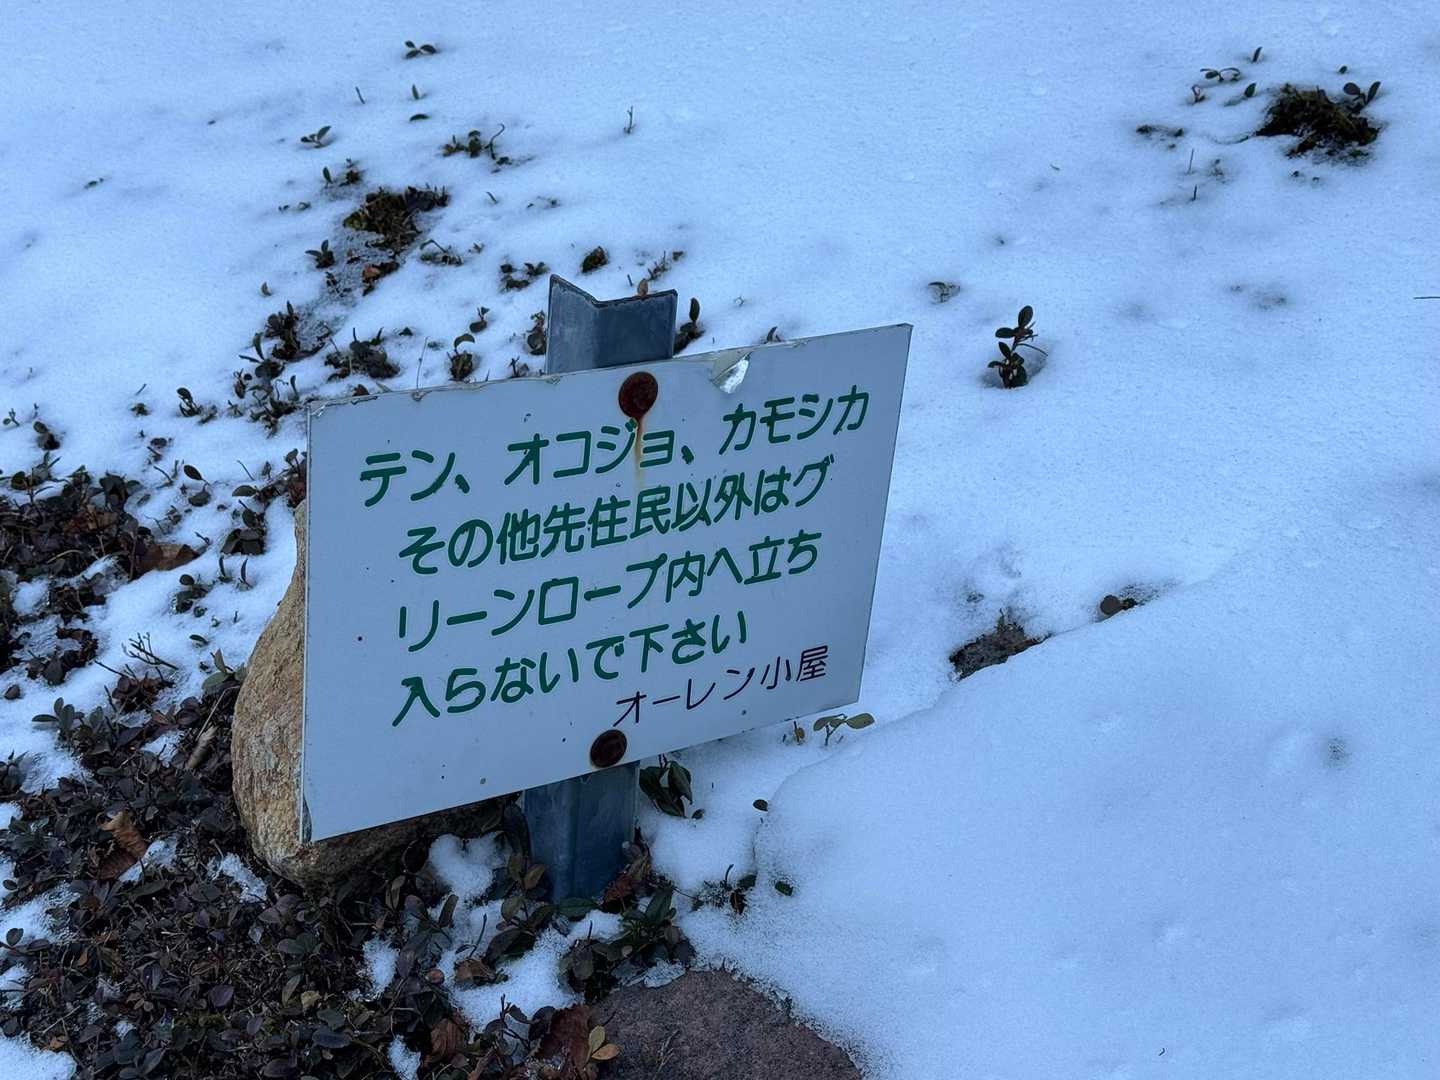 テン、オコジョ、カモシカ
その他先住民以外はグ
リーンロープ内へ立ち
入らないで下さい
オーレン小屋